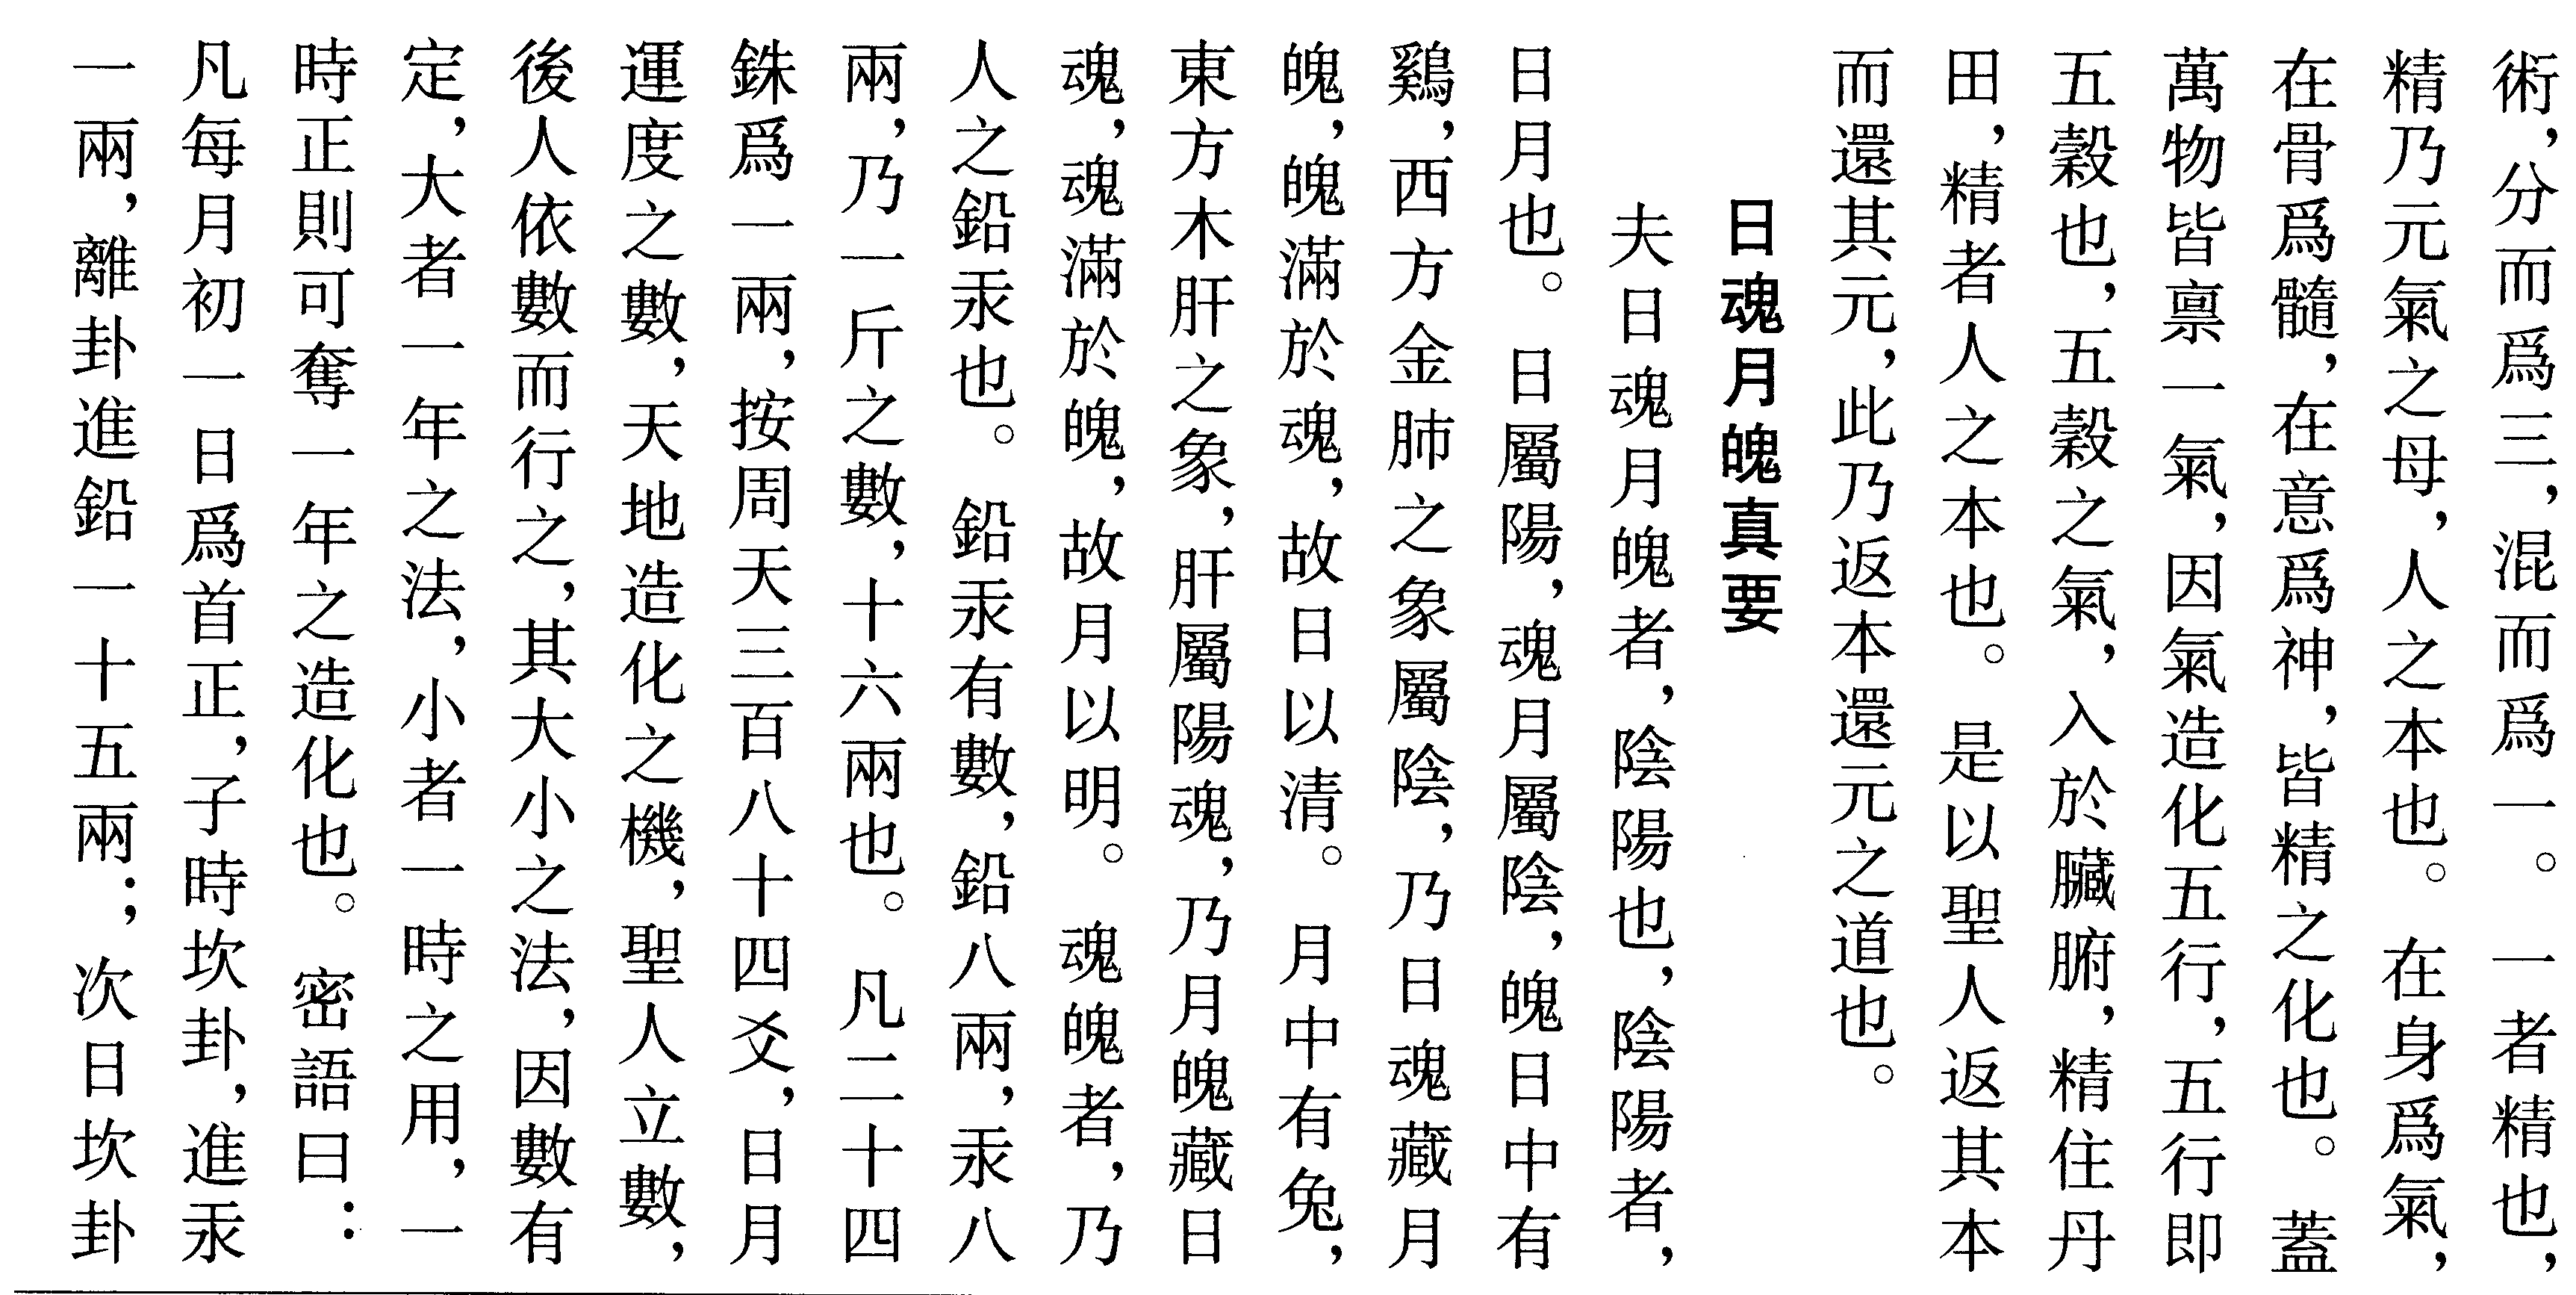 術，分而爲三，混而爲一。一者精也，
精乃元氣之母，人之本也。在身爲氣，
在骨爲髓，在意爲神，皆精之化也。蓋
萬物皆禀一氣，因氣造化五行，五行即
五穀也，五穀之氣，入於臟腑，精住丹
田，精者人之本也。是以聖人返其本
而還其元，此乃返本還元之道也。
日魂月魄真要
夫日魂月魄者，陰陽也，陰陽者，
日月也。日屬陽，魂月屬陰，魄日中有
鷄，西方金肺之象屬陰，乃日魂藏月
魄，魄滿於魂，故日以清。月中有兔，
東方木肝之象，肝屬陽魂，乃月魄藏日
魂，魂滿於魄，故月以明。魂魄者，乃
人之鉛汞也。鉛汞有數，鉛八兩，汞八
兩，乃一斤之數，十六兩也。凡二十四
銖爲一兩，按周天三百八十四爻，日月
運度之數，天地造化之機，聖人立數，
後人依數而行之，其大小之法，因數有
定，大者一年之法，小者一時之用，一
時正則可奪一年之造化也。密語曰：
凡每月初一日爲首正，子時坎卦，進汞
一兩，離卦進鉛一十五兩；次日坎卦